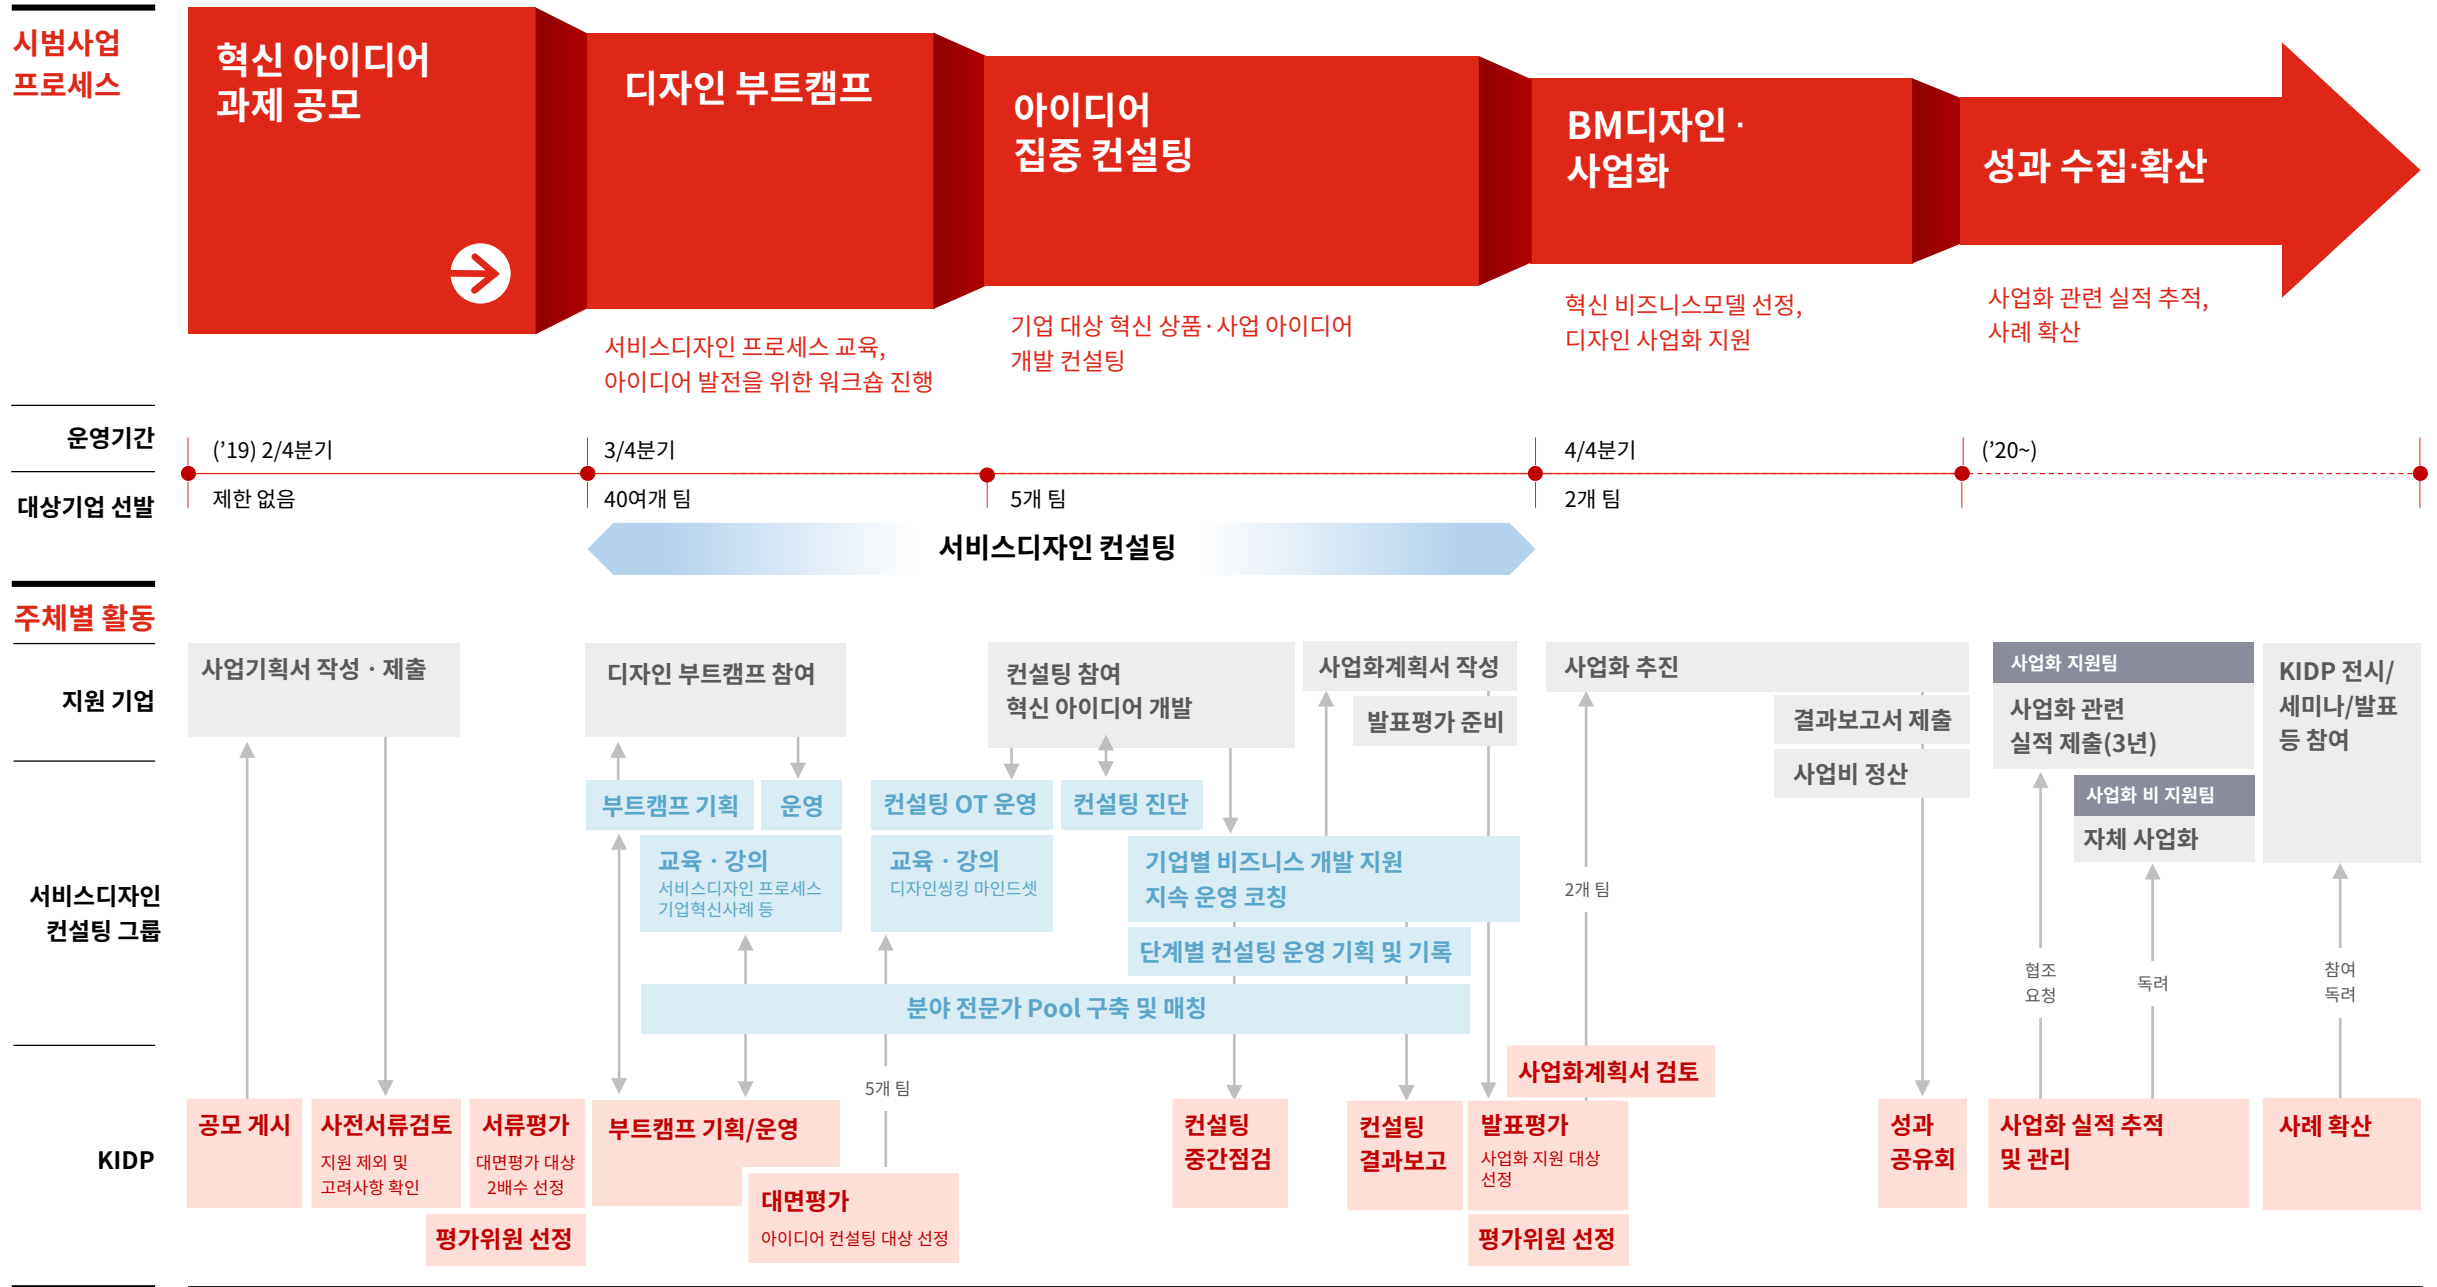 시범사업
프로세스
혁신 아이디어
과제 공모
디자인 부트캠프
아이디어
집중 컨설팅
BM디자인 ·
사업화
성과 수집·확산
서비스디자인 프로세스 교육,
아이디어 발전을 위한 워크숍 진행
기업 대상 혁신 상품·사업 아이디어
개발 컨설팅
혁신 비즈니스모델 선정,
디자인 사업화 지원
사업화 관련 실적 추적,
사례 확산
운영기간
(’19) 2/4분기
3/4분기
4/4분기
(’20~)
대상기업 선발
제한 없음
40여개 팀
5개 팀
2개 팀
서비스디자인 컨설팅
주체별 활동
지원 기업
사업기획서 작성 · 제출
디자인 부트캠프 참여
컨설팅 참여
혁신 아이디어 개발
사업화계획서 작성
발표평가 준비
사업화 추진
결과보고서 제출
사업비 정산
사업화 지원팀
사업화 관련
실적 제출(3년)
사업화 비 지원팀
자체 사업화
KIDP 전시/
세미나/발표
등 참여
서비스디자인
컨설팅 그룹
부트캠프 기획
운영
교육 · 강의
서비스디자인 프로세스
기업혁신사례 등
컨설팅 OT 운영
컨설팅 진단
교육 · 강의
디자인씽킹 마인드셋
기업별 비즈니스 개발 지원
지속 운영 코칭
단계별 컨설팅 운영 기획 및 기록
분야 전문가 Pool 구축 및 매칭
5개 팀
2개 팀
협조
요청
독려
참여
독려
KIDP
공모 게시
사전서류검토
지원 제외 및
고려사항 확인
서류평가
대면평가 대상
2배수 선정
평가위원 선정
부트캠프 기획/운영
대면평가
아이디어 컨설팅 대상 선정
컨설팅
중간점검
컨설팅
결과보고
사업화계획서 검토
발표평가
사업화 지원 대상
선정
평가위원 선정
성과
공유회
사업화 실적 추적
및 관리
사례 확산